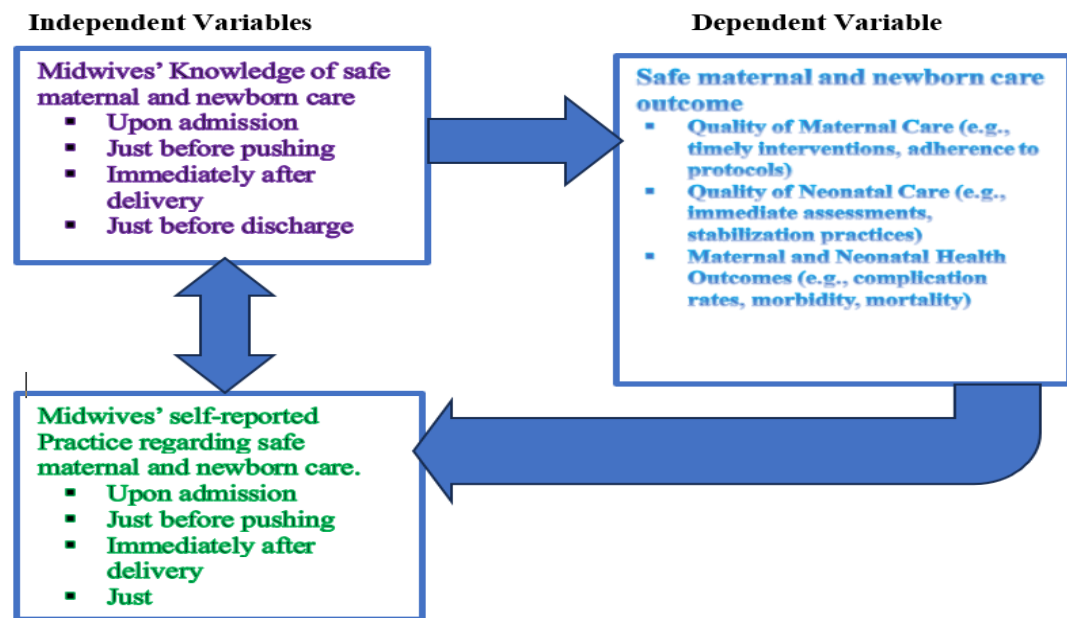 Independent Variables
Midwives’ Knowledge of safe
maternal and newborn care
▪ Upon admission
▪ Just before pushing
▪ Immediately after
delivery
▪ Just before discharge
Dependent Variable
Safe maternal and newborn care
outcome
▪ Quality of Maternal Care (e.g.,
timely interventions, adherence to
protocols)
▪ Quality of Neonatal Care (e.g.,
immediate assessments,
stabilization practices)
▪ Maternal and Neonatal Health
Outcomes (e.g., complication
rates, morbidity, mortality)
Midwives’ self-reported
Practice regarding safe
maternal and newborn care.
▪ Upon admission
▪ Just before pushing
▪ Immediately after
delivery
▪ Just